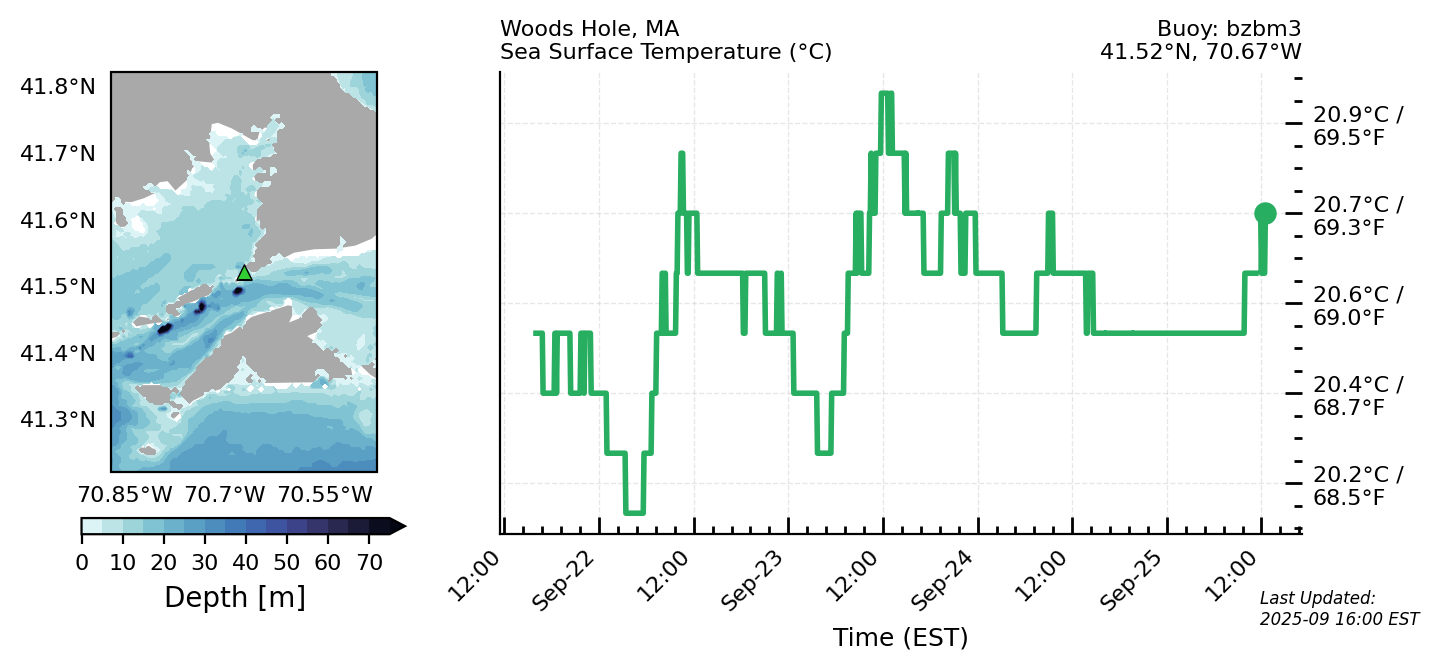 Woods Hole, MA
Sea Surface Temperature (°C)
Buoy: bzbm3
41.52°N, 70.67°W
41.8°N
41.7°N
41.6°N
41.5°N
41.4°N
41.3°N
70.85°W 70.7°W 70.55°W
0 10 20 30 40 50 60 70
Depth [m]
20.9°C /
69.5°F
20.7°C /
69.3°F
20.6°C /
69.0°F
20.4°C /
68.7°F
20.2°C /
68.5°F
12:00
Sep-22
12:00
Sep-23
12:00
Sep-24
12:00
Sep-25
12:00
Time (EST)
Last Updated:
2025-09 16:00 EST